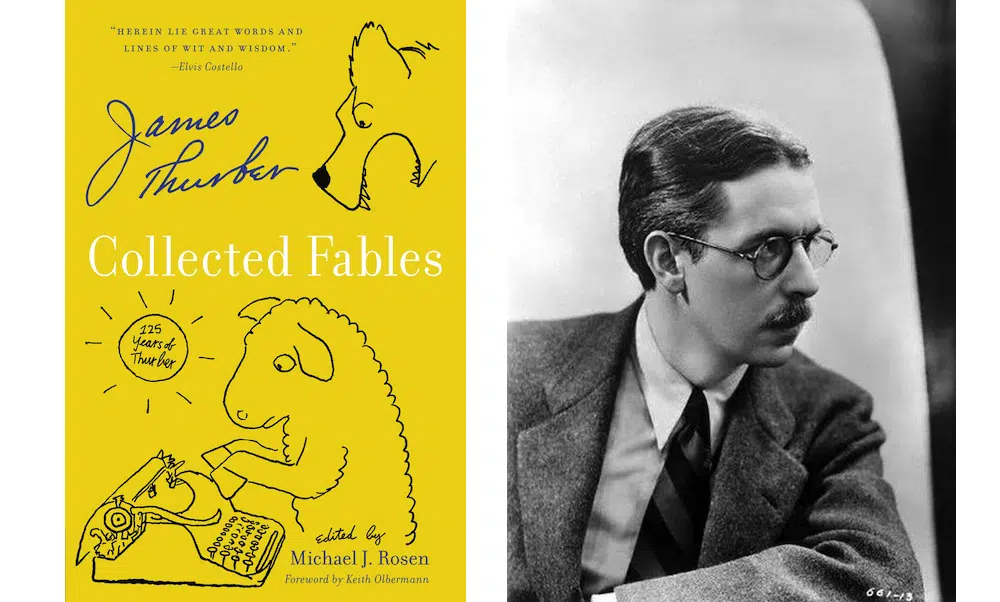 “HEREIN LIE GREAT WORDS AND
LINES OF WIT AND WISDOM.”
—Elvis Costello
James
Thurber
Collected Fables
125
Years of
Thurber
edited by
Michael J. Rosen
Foreword by Keith Olbermann
661-13